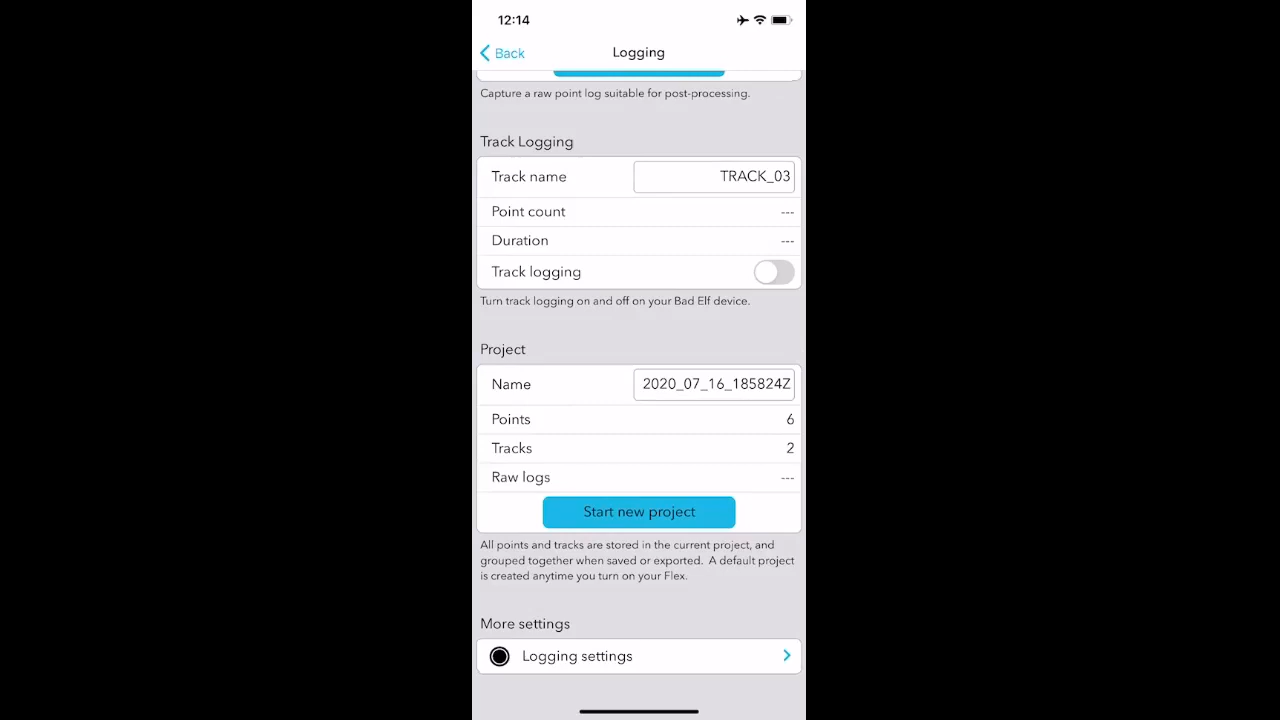 12:14
Back
Logging
Capture a raw point log suitable for post-processing.
Track Logging
Track name TRACK_03
Point count ---
Duration ---
Track logging
Turn track logging on and off on your Bad Elf device.
Project
Name 2020_07_16_185824Z
Points 6
Tracks 2
Raw logs ---
Start new project
All points and tracks are stored in the current project, and
grouped together when saved or exported.  A default project
is created anytime you turn on your Flex.
More settings
Logging settings